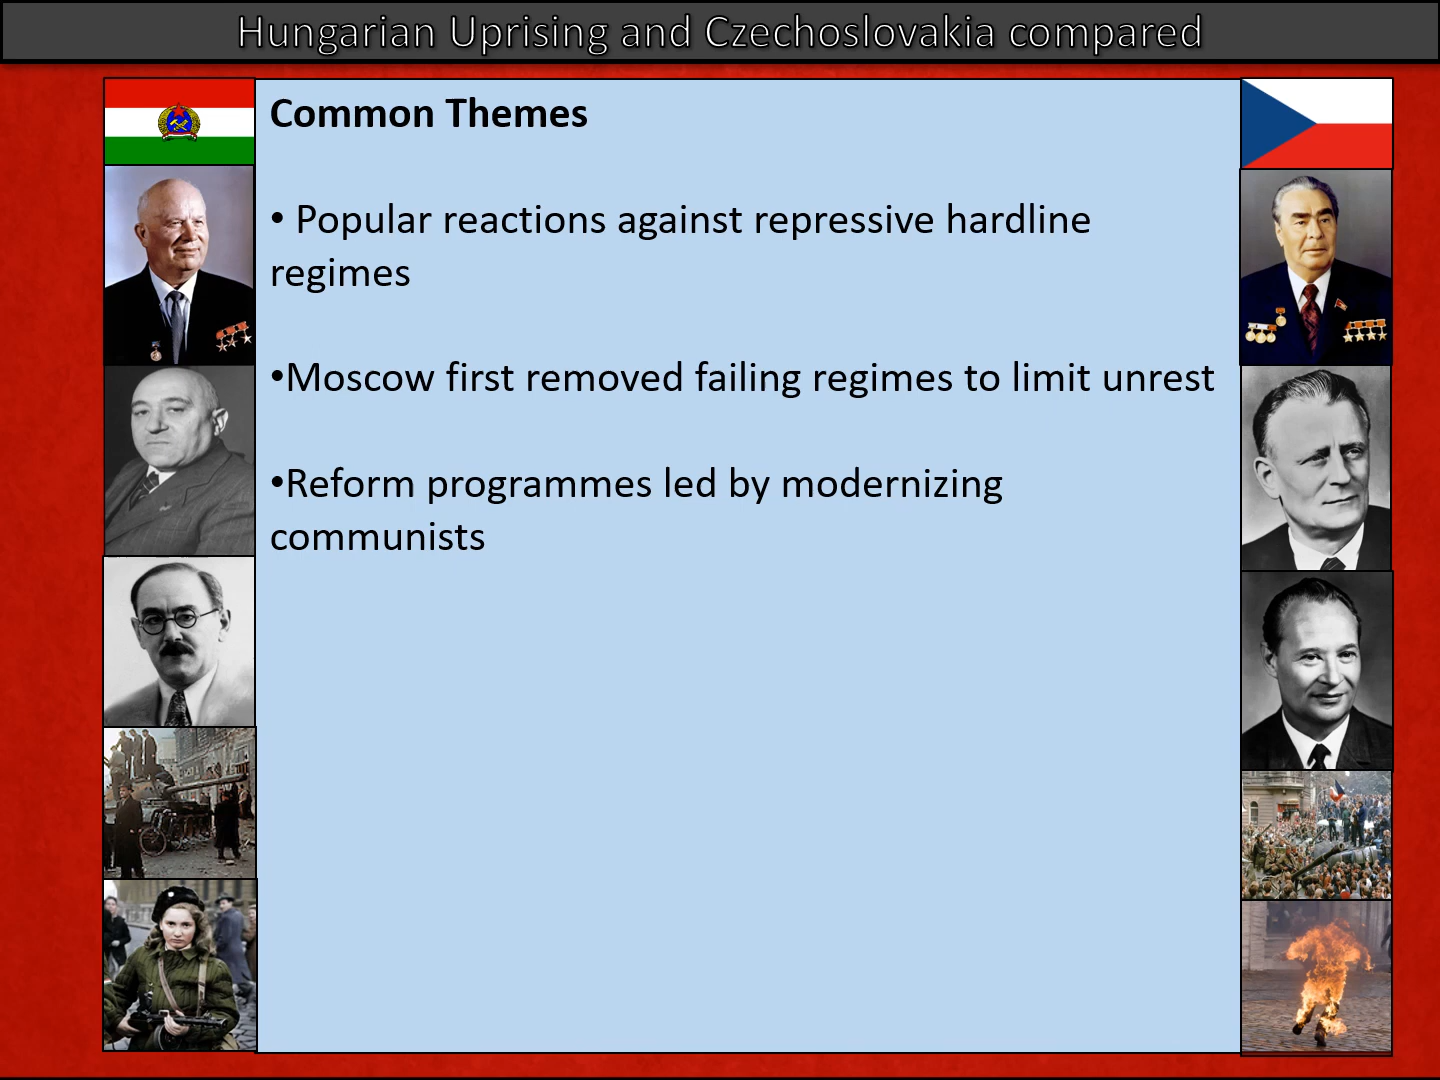 Hungarian Uprising and Czechoslovakia compared
Common Themes
• Popular reactions against repressive hardline
regimes
•Moscow first removed failing regimes to limit unrest
•Reform programmes led by modernizing
communists